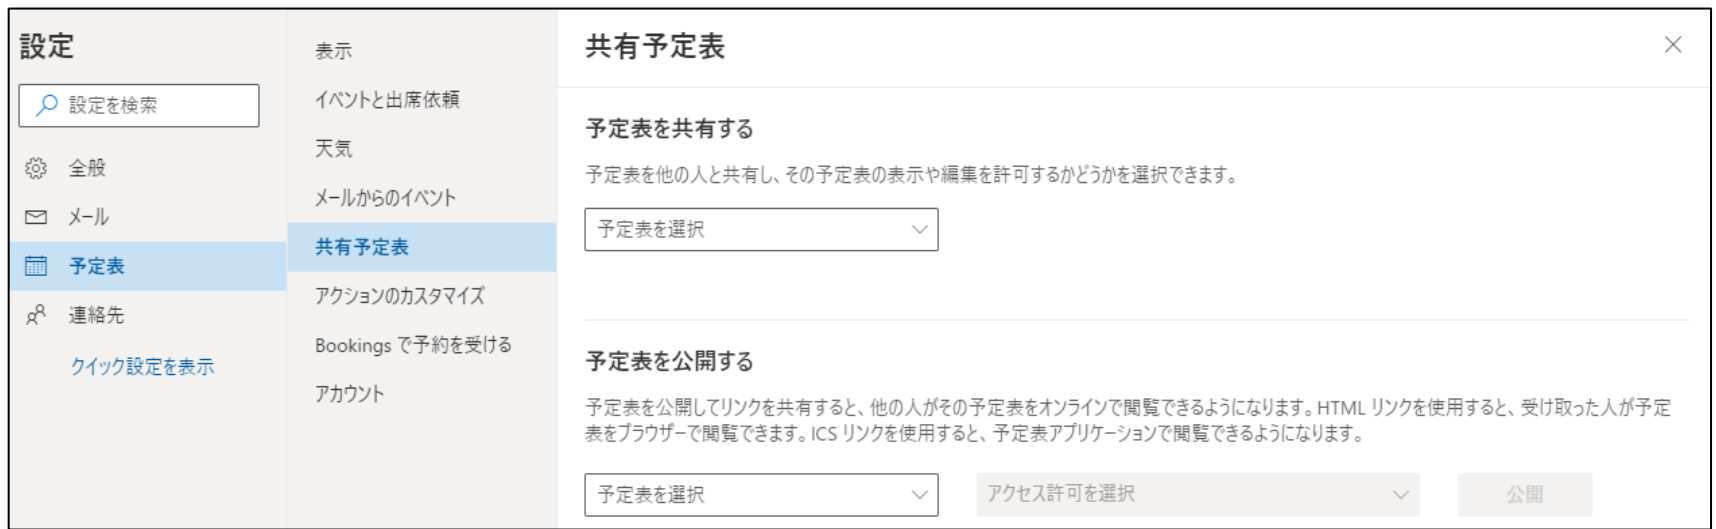 設定
設定を検索
全般
メール
予定表
連絡先
クイック設定を表示
表示
イベントと出席依頼
天気
メールからのイベント
共有予定表
アクションのカスタマイズ
Bookings で予約を受ける
アカウント
共有予定表
予定表を共有する
予定表を他の人と共有し、その予定表の表示や編集を許可するかどうかを選択できます。
予定表を選択
予定表を公開する
予定表を公開してリンクを共有すると、他の人がその予定表をオンラインで閲覧できるようになります。HTML リンクを使用すると、受け取った人が予定
表をブラウザーで閲覧できます。ICS リンクを使用すると、予定表アプリケーションで閲覧できるようになります。
予定表を選択 アクセス許可を選択 公開